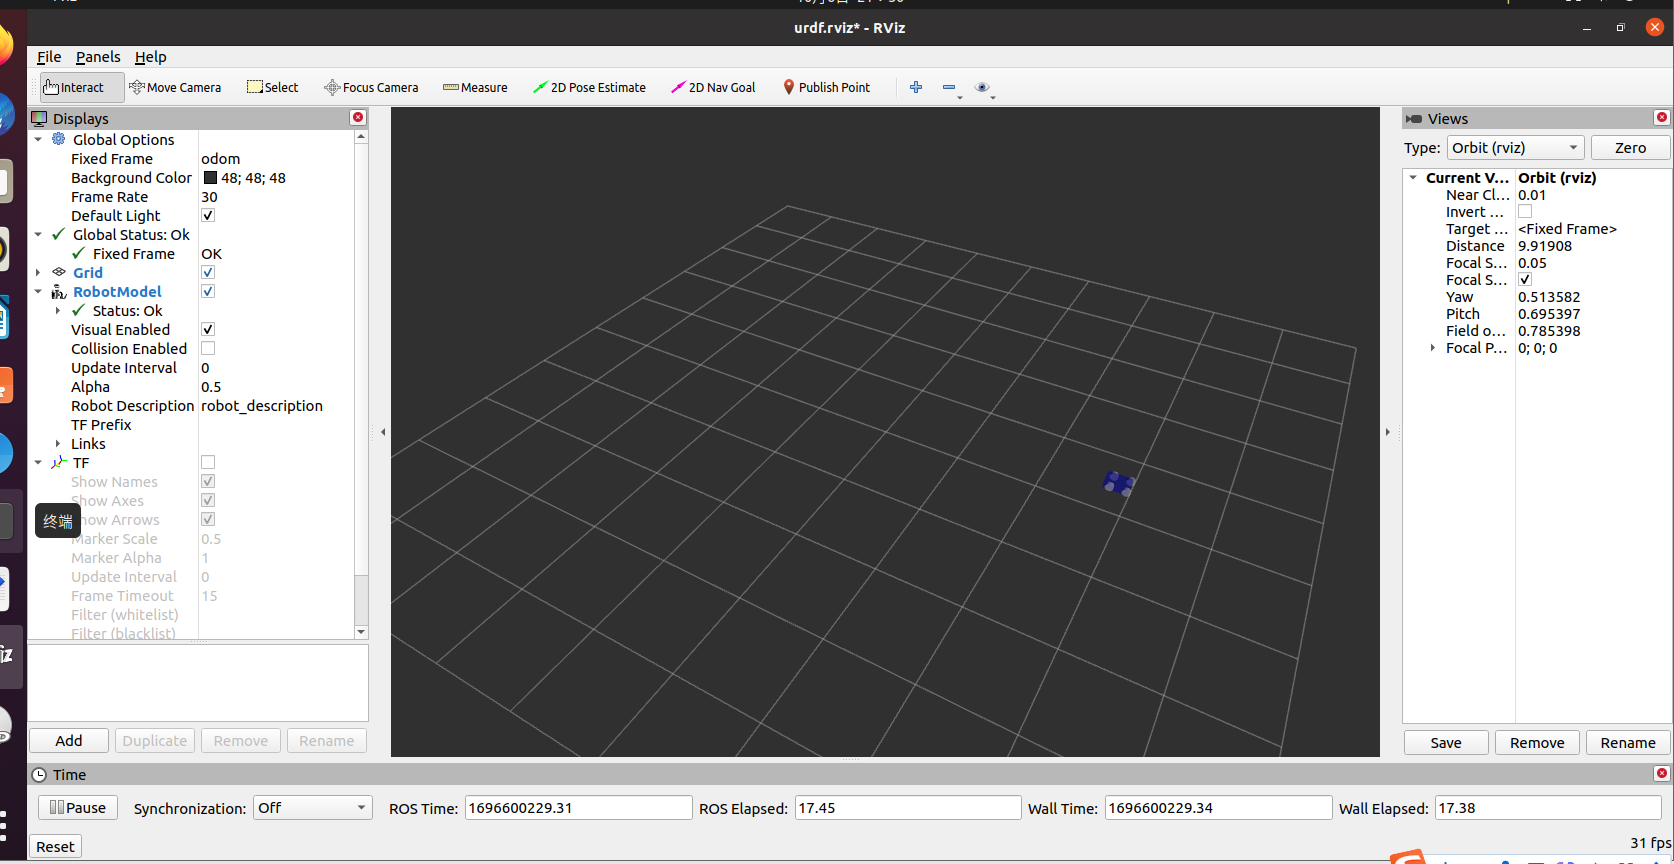 urdf.rviz* - RViz
File Panels Help
Interact Move Camera Select Focus Camera Measure 2D Pose Estimate 2D Nav Goal Publish Point
Displays
Global Options
Fixed Frame odom
Background Color 48; 48; 48
Frame Rate 30
Default Light
Global Status: Ok
Fixed Frame OK
Grid
RobotModel
Status: Ok
Visual Enabled
Collision Enabled
Update Interval 0
Alpha 0.5
Robot Description robot_description
TF Prefix
Links
TF
Show Names
Show Axes
终端
how Arrows
Marker Scale 0.5
Marker Alpha 1
Update Interval 0
Frame Timeout 15
Filter (whitelist)
Filter (blacklist)
Add Duplicate Remove Rename
Views
Type: Orbit (rviz) Zero
Current V... Orbit (rviz)
Near Cl... 0.01
Invert ...
Target ... <Fixed Frame>
Distance 9.91908
Focal S... 0.05
Focal S...
Yaw 0.513582
Pitch 0.695397
Field o... 0.785398
Focal P... 0; 0; 0
Save Remove Rename
Time
Pause Synchronization: Off ROS Time: 1696600229.31 ROS Elapsed: 17.45 Wall Time: 1696600229.34 Wall Elapsed: 17.38
Reset 31 fps